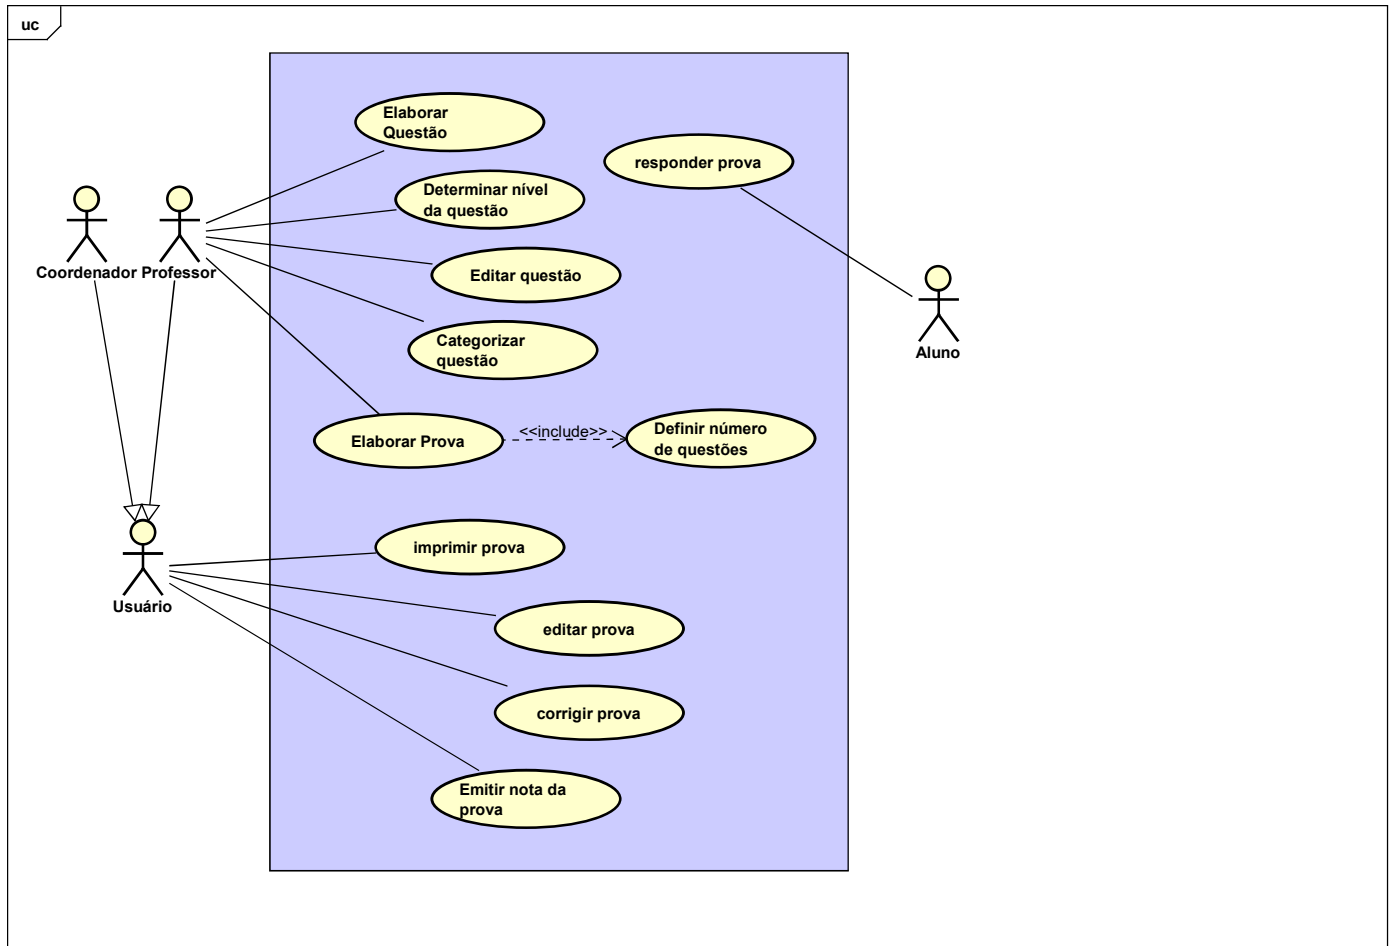 uc
Elaborar
Questão
responder prova
Determinar nível
da questão
Coordenador
Professor
Editar questão
Categorizar
questão
Aluno
Elaborar Prova
<<include>>
Definir número
de questões
imprimir prova
Usuário
editar prova
corrigir prova
Emitir nota da
prova